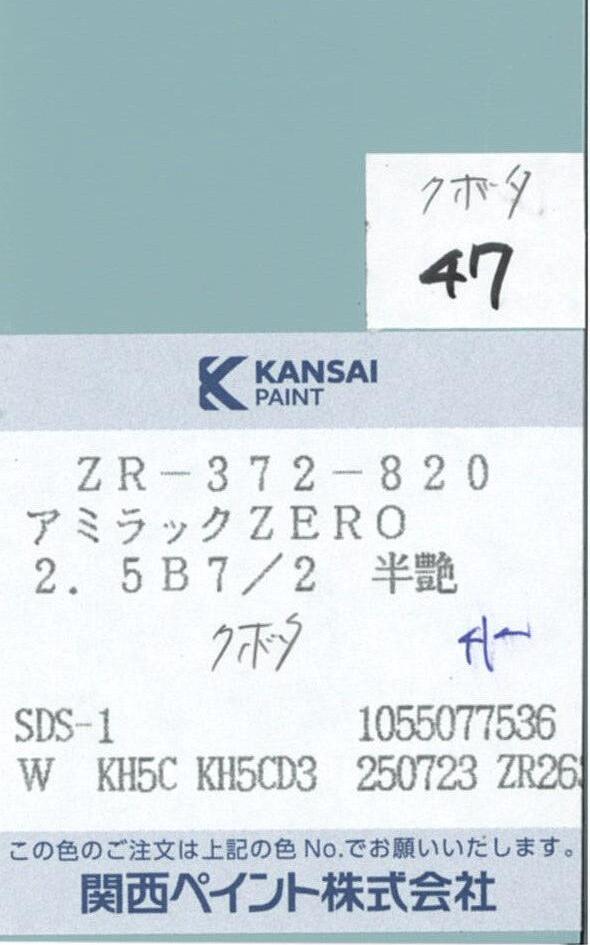 クボタ
47
KANSAI
PAINT
ZR-372-820
アミラックZERO
2.5B7/2 半艶
クボタ
SDS-1 1055077536
W KH5C KH5CD3 250723 ZR26
この色のご注文は上記の色No.でお願いいたします。
関西ペイント株式会社